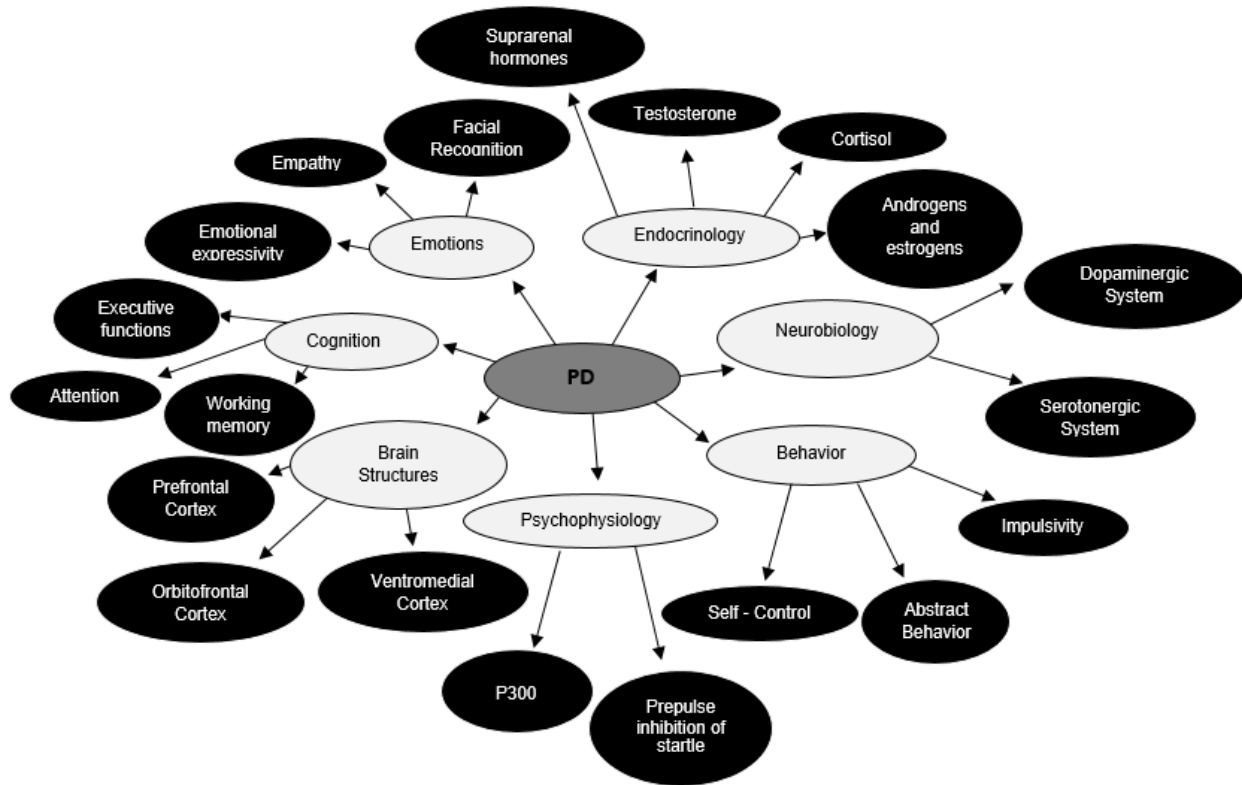 Suprarenal
hormones
Testosterone
Cortisol
Facial
Recognition
Empathy
Androgens
and
estrogens
Emotional
expressivity
Emotions
Endocrinology
Dopaminergic
System
Executive
functions
Cognition
Neurobiology
PD
Attention
Working
memory
Serotonergic
System
Brain
Structures
Behavior
Prefrontal
Cortex
Psychophysiology
Impulsivity
Orbitofrontal
Cortex
Ventromedial
Cortex
Self - Control
Abstract
Behavior
P300
Prepulse
inhibition of
startle